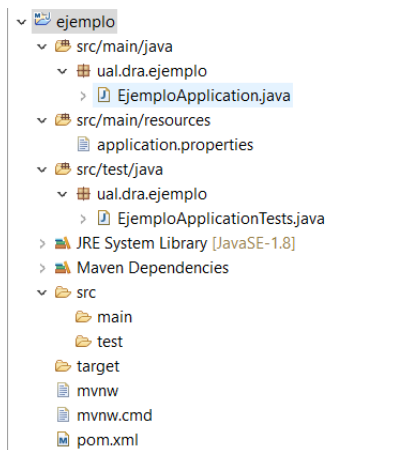 ejemplo
src/main/java
ual.dra.ejemplo
EjemploApplication.java
src/main/resources
application.properties
src/test/java
ual.dra.ejemplo
EjemploApplicationTests.java
JRE System Library [JavaSE-1.8]
Maven Dependencies
src
main
test
target
mvnw
mvnw.cmd
pom.xml